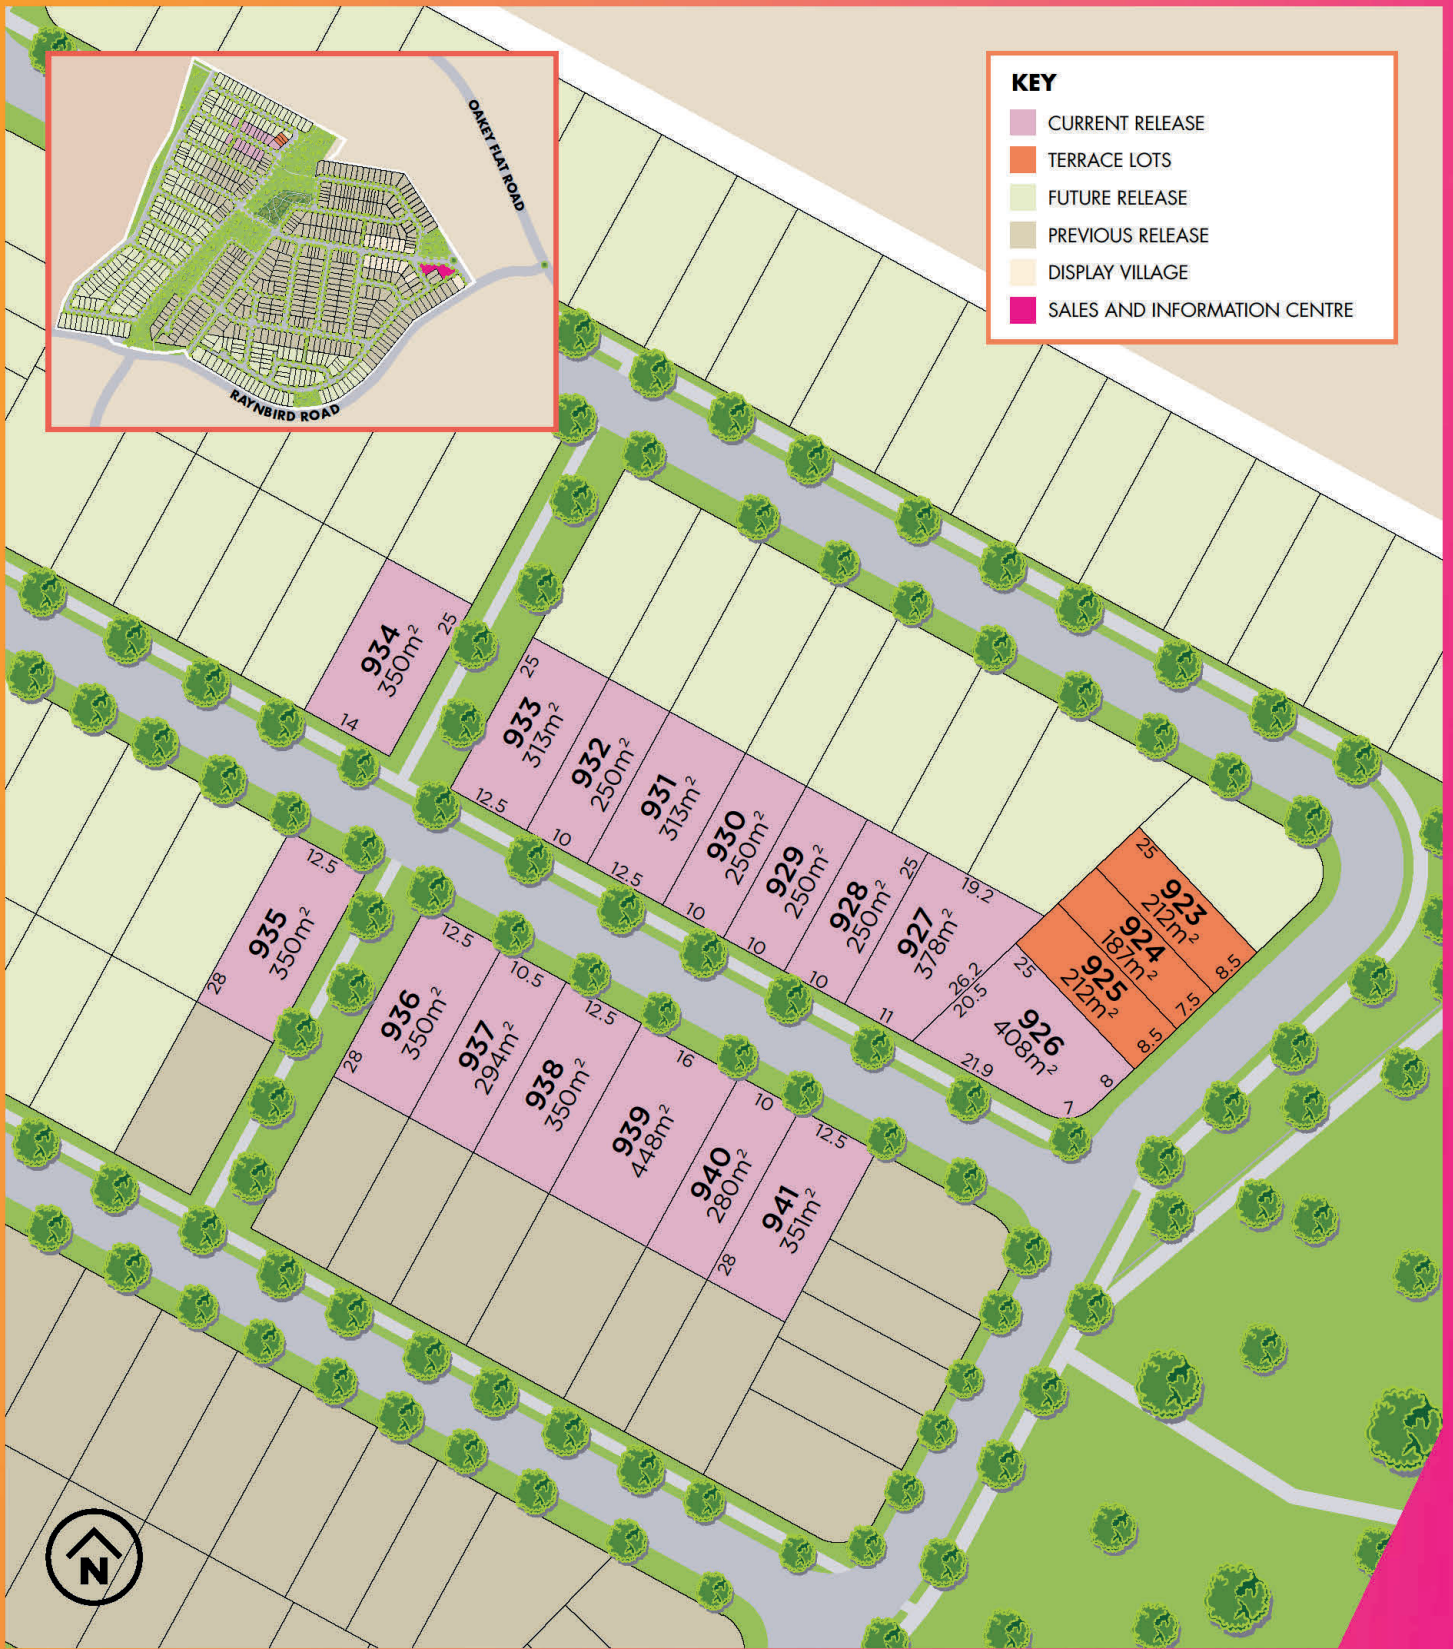 KEY
CURRENT RELEASE
TERRACE LOTS
FUTURE RELEASE
PREVIOUS RELEASE
DISPLAY VILLAGE
SALES AND INFORMATION CENTRE
OAKEY FLAT ROAD
RAYNBIRD ROAD
934
350m²
25
14
933
313m²
25
12.5
932
250m²
10
931
313m²
12.5
930
250m²
10
929
250m²
10
928
250m²
10
25
927
378m²
19.2
11
26.2
20.5
25
926
408m²
21.9
7
8
925
212m²
8.5
924
187m²
7.5
923
212m²
25
8.5
935
350m²
12.5
28
936
350m²
12.5
28
937
294m²
10.5
938
350m²
12.5
939
448m²
16
940
280m²
10
941
351m²
12.5
28
N